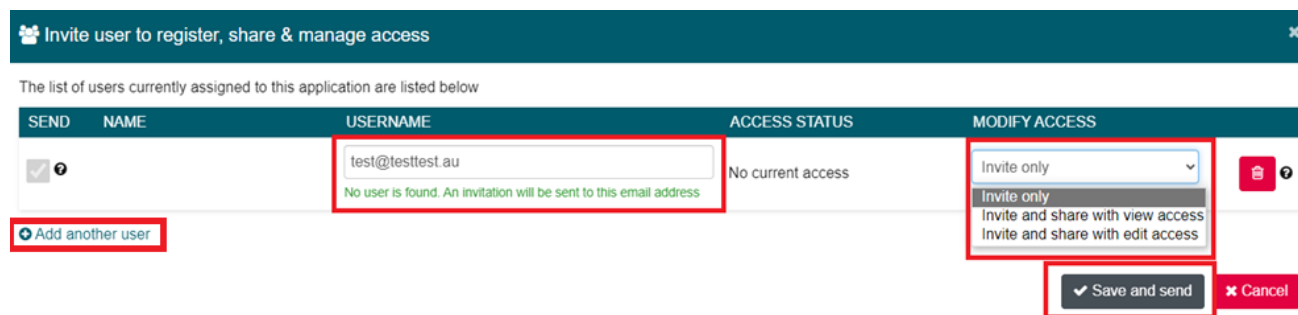 Invite user to register, share & manage access
The list of users currently assigned to this application are listed below
SEND NAME USERNAME ACCESS STATUS MODIFY ACCESS
test@testtest.au
No user is found. An invitation will be sent to this email address
No current access
Invite only
Invite only
Invite and share with view access
Invite and share with edit access
Add another user
Save and send
Cancel